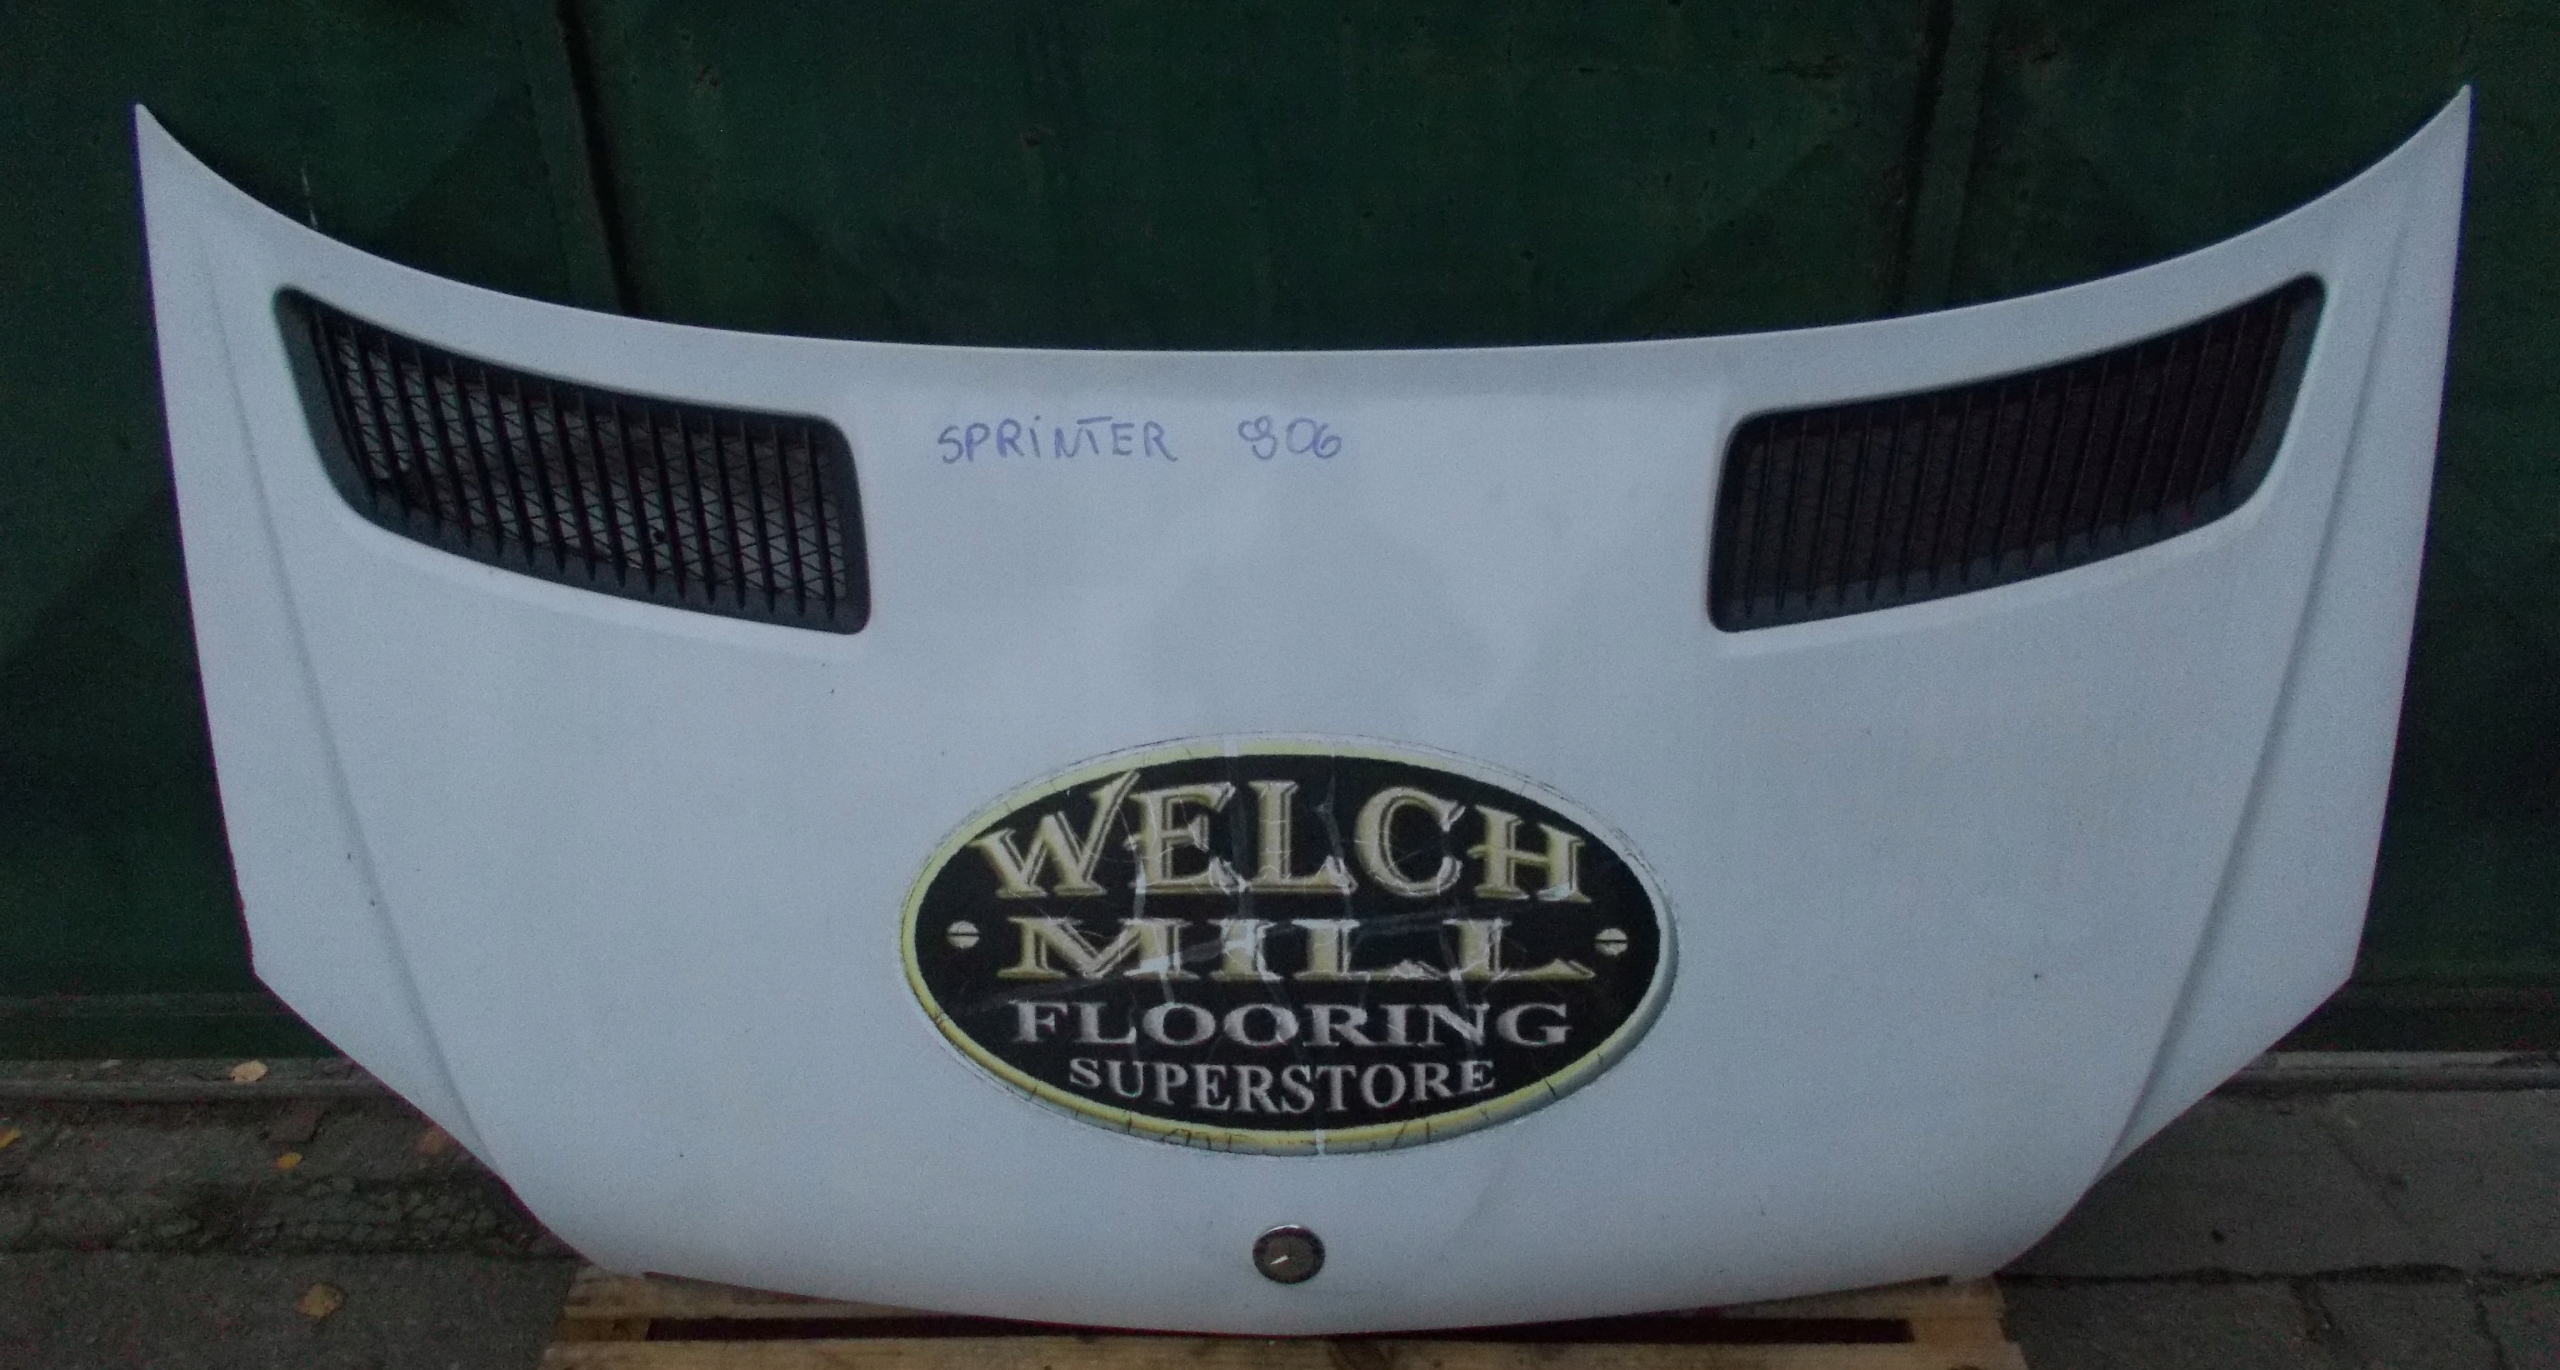 SPRiNTER 906
WELCH
MILL
FLOORING
SUPERSTORE